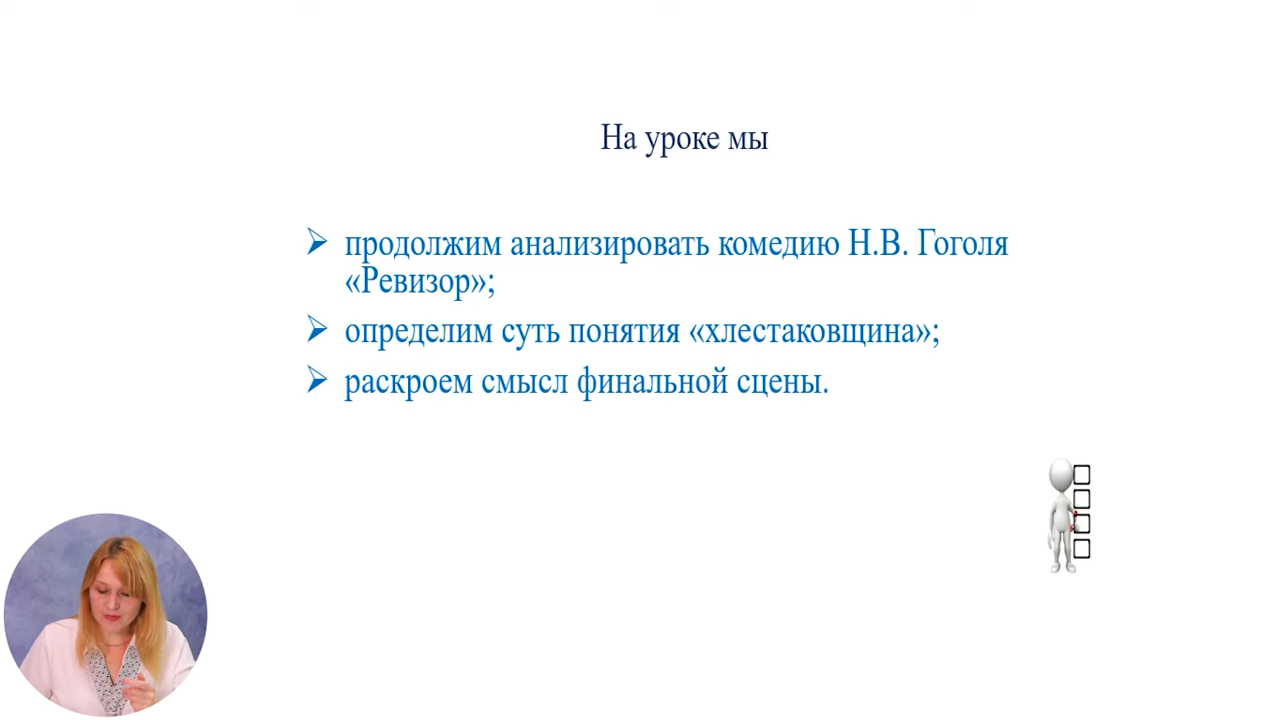 На уроке мы
продолжим анализировать комедию Н.В. Гоголя
«Ревизор»;
определим суть понятия «хлестаковщина»;
раскроем смысл финальной сцены.